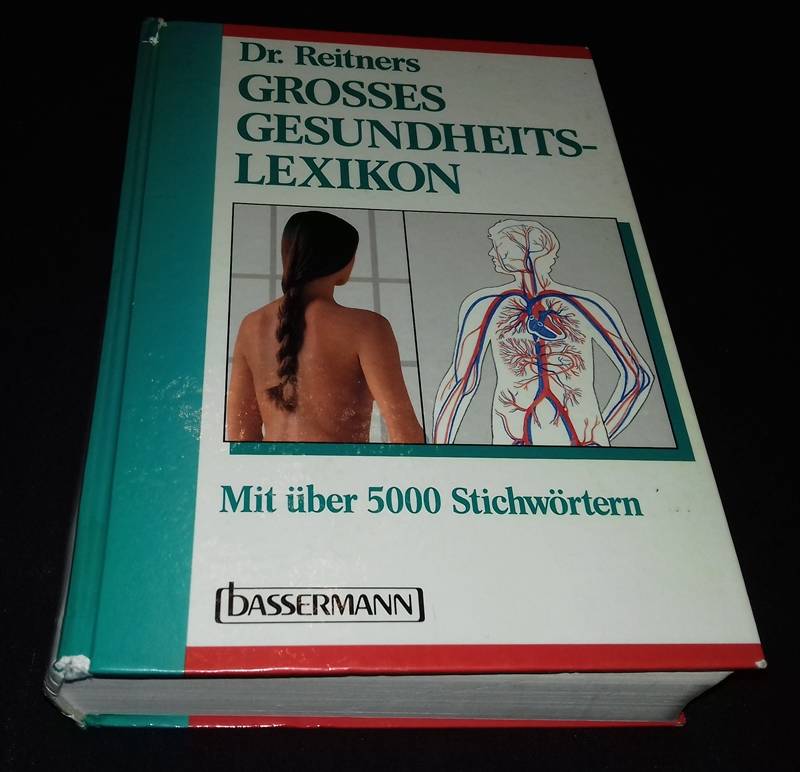 Dr. Reitners
GROSSES
GESUNDHEITS-
LEXIKON
Mit über 5000 Stichwörtern
bASSERMANN